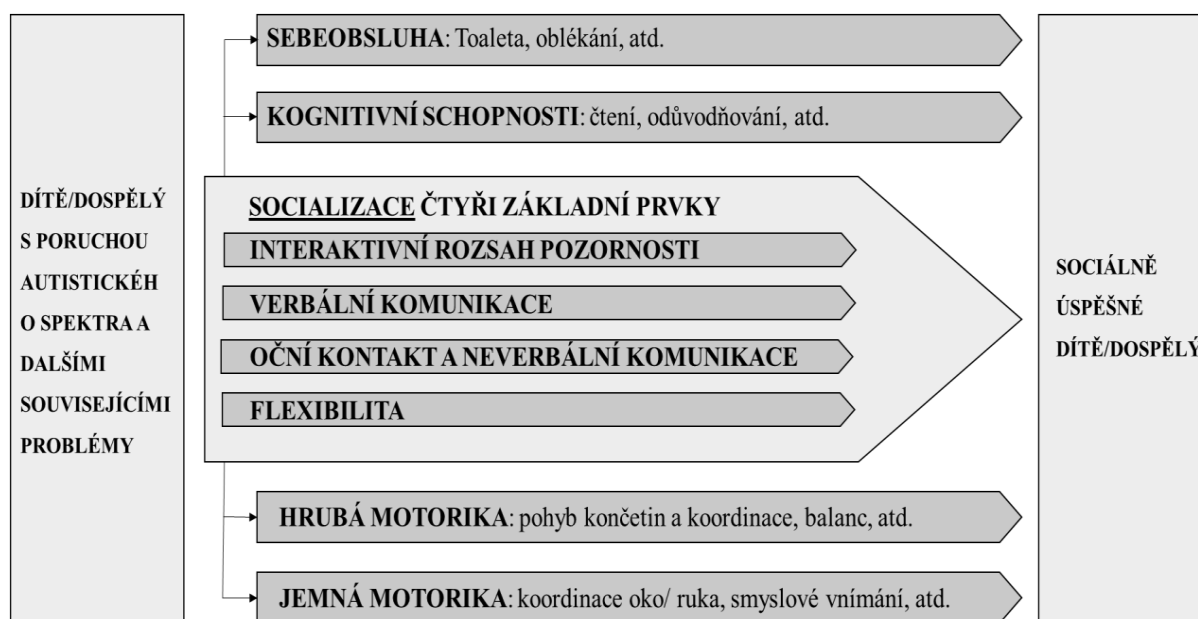 DÍTĚ/DOSPĚLÝ
S PORUCHOU
AUTISTICKÉH
O SPEKTRA A
DALŠÍMI
SOUVISEJÍCÍMI
PROBLÉMY
SEBEOBSLUHA: Toaleta, oblékání, atd.
KOGNITIVNÍ SCHOPNOSTI: čtení, odůvodňování, atd.
SOCIALIZACE ČTYŘI ZÁKLADNÍ PRVKY
INTERAKTIVNÍ ROZSAH POZORNOSTI
VERBÁLNÍ KOMUNIKACE
OČNÍ KONTAKT A NEVERBÁLNÍ KOMUNIKACE
FLEXIBILITA
HRUBÁ MOTORIKA: pohyb končetin a koordinace, balanc, atd.
JEMNÁ MOTORIKA: koordinace oko/ ruka, smyslové vnímání, atd.
SOCIÁLNĚ
ÚSPĚŠNÉ
DÍTĚ/DOSPĚLÝ